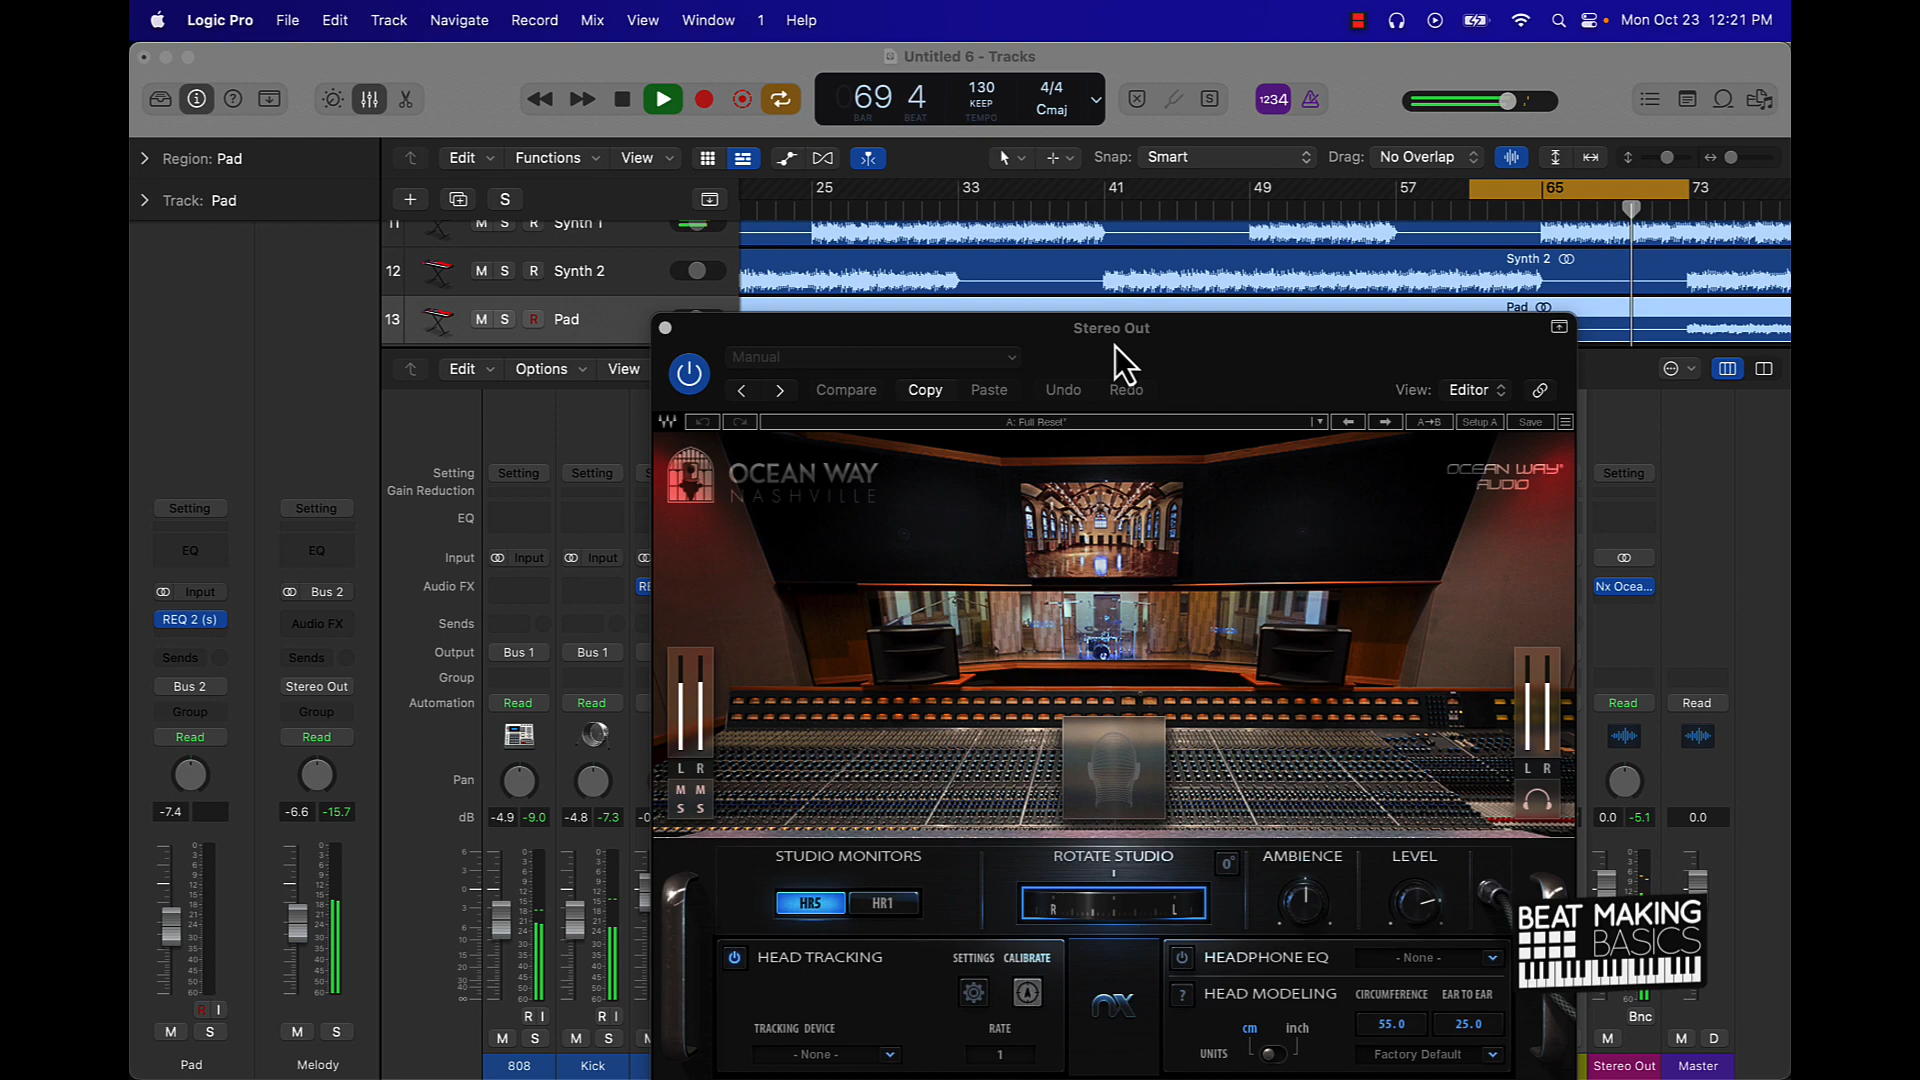 Logic Pro File Edit Track Navigate Record Mix View Window 1 Help Mon Oct 23 12:21 PM
Untitled 6 - Tracks
69 4 130 4/4
KEEP Cmaj
BAR BEAT TEMPO
1234
Region: Pad Edit Functions View Snap: Smart Drag: No Overlap
Track: Pad S 25 33 41 49 57 65 73
11 M S R Synth 1
12 M S R Synth 2 Synth 2
13 M S R Pad Pad
Stereo Out
Manual
Edit Options View
Compare Copy Paste Undo Redo View: Editor
A: Full Reset* A→B Setup A Save
OCEAN WAY
NASHVILLE
OCEAN WAY
AUDIO
Setting Setting Setting Setting
Gain Reduction
Setting Setting
EQ
EQ EQ
Input Input Input
Audio FX Nx Ocea...
Input Bus 2
REQ 2 (s) Audio FX
Sends
Output Bus 1 Bus 1
Sends Sends
Group
Bus 2 Stereo Out
Automation Read Read Read Read
Group Group
Read Read
Pan
-7.4 -6.6 -15.7
dB -4.9 -9.0 -4.8 -7.3 0.0 -5.1 0.0
L R
M M
S S
L R
STUDIO MONITORS ROTATE STUDIO 0° AMBIENCE LEVEL
HR5 HR1 R L
HEAD TRACKING SETTINGS CALIBRATE HEADPHONE EQ - None -
nx ? HEAD MODELING CIRCUMFERENCE EAR TO EAR
55.0 25.0
TRACKING DEVICE RATE cm inch
- None - 1 UNITS Factory Default
BEAT MAKING
BASICS
R I R I R I Bnc
M S M S M S M S M M D
Pad Melody 808 Kick Stereo Out Master